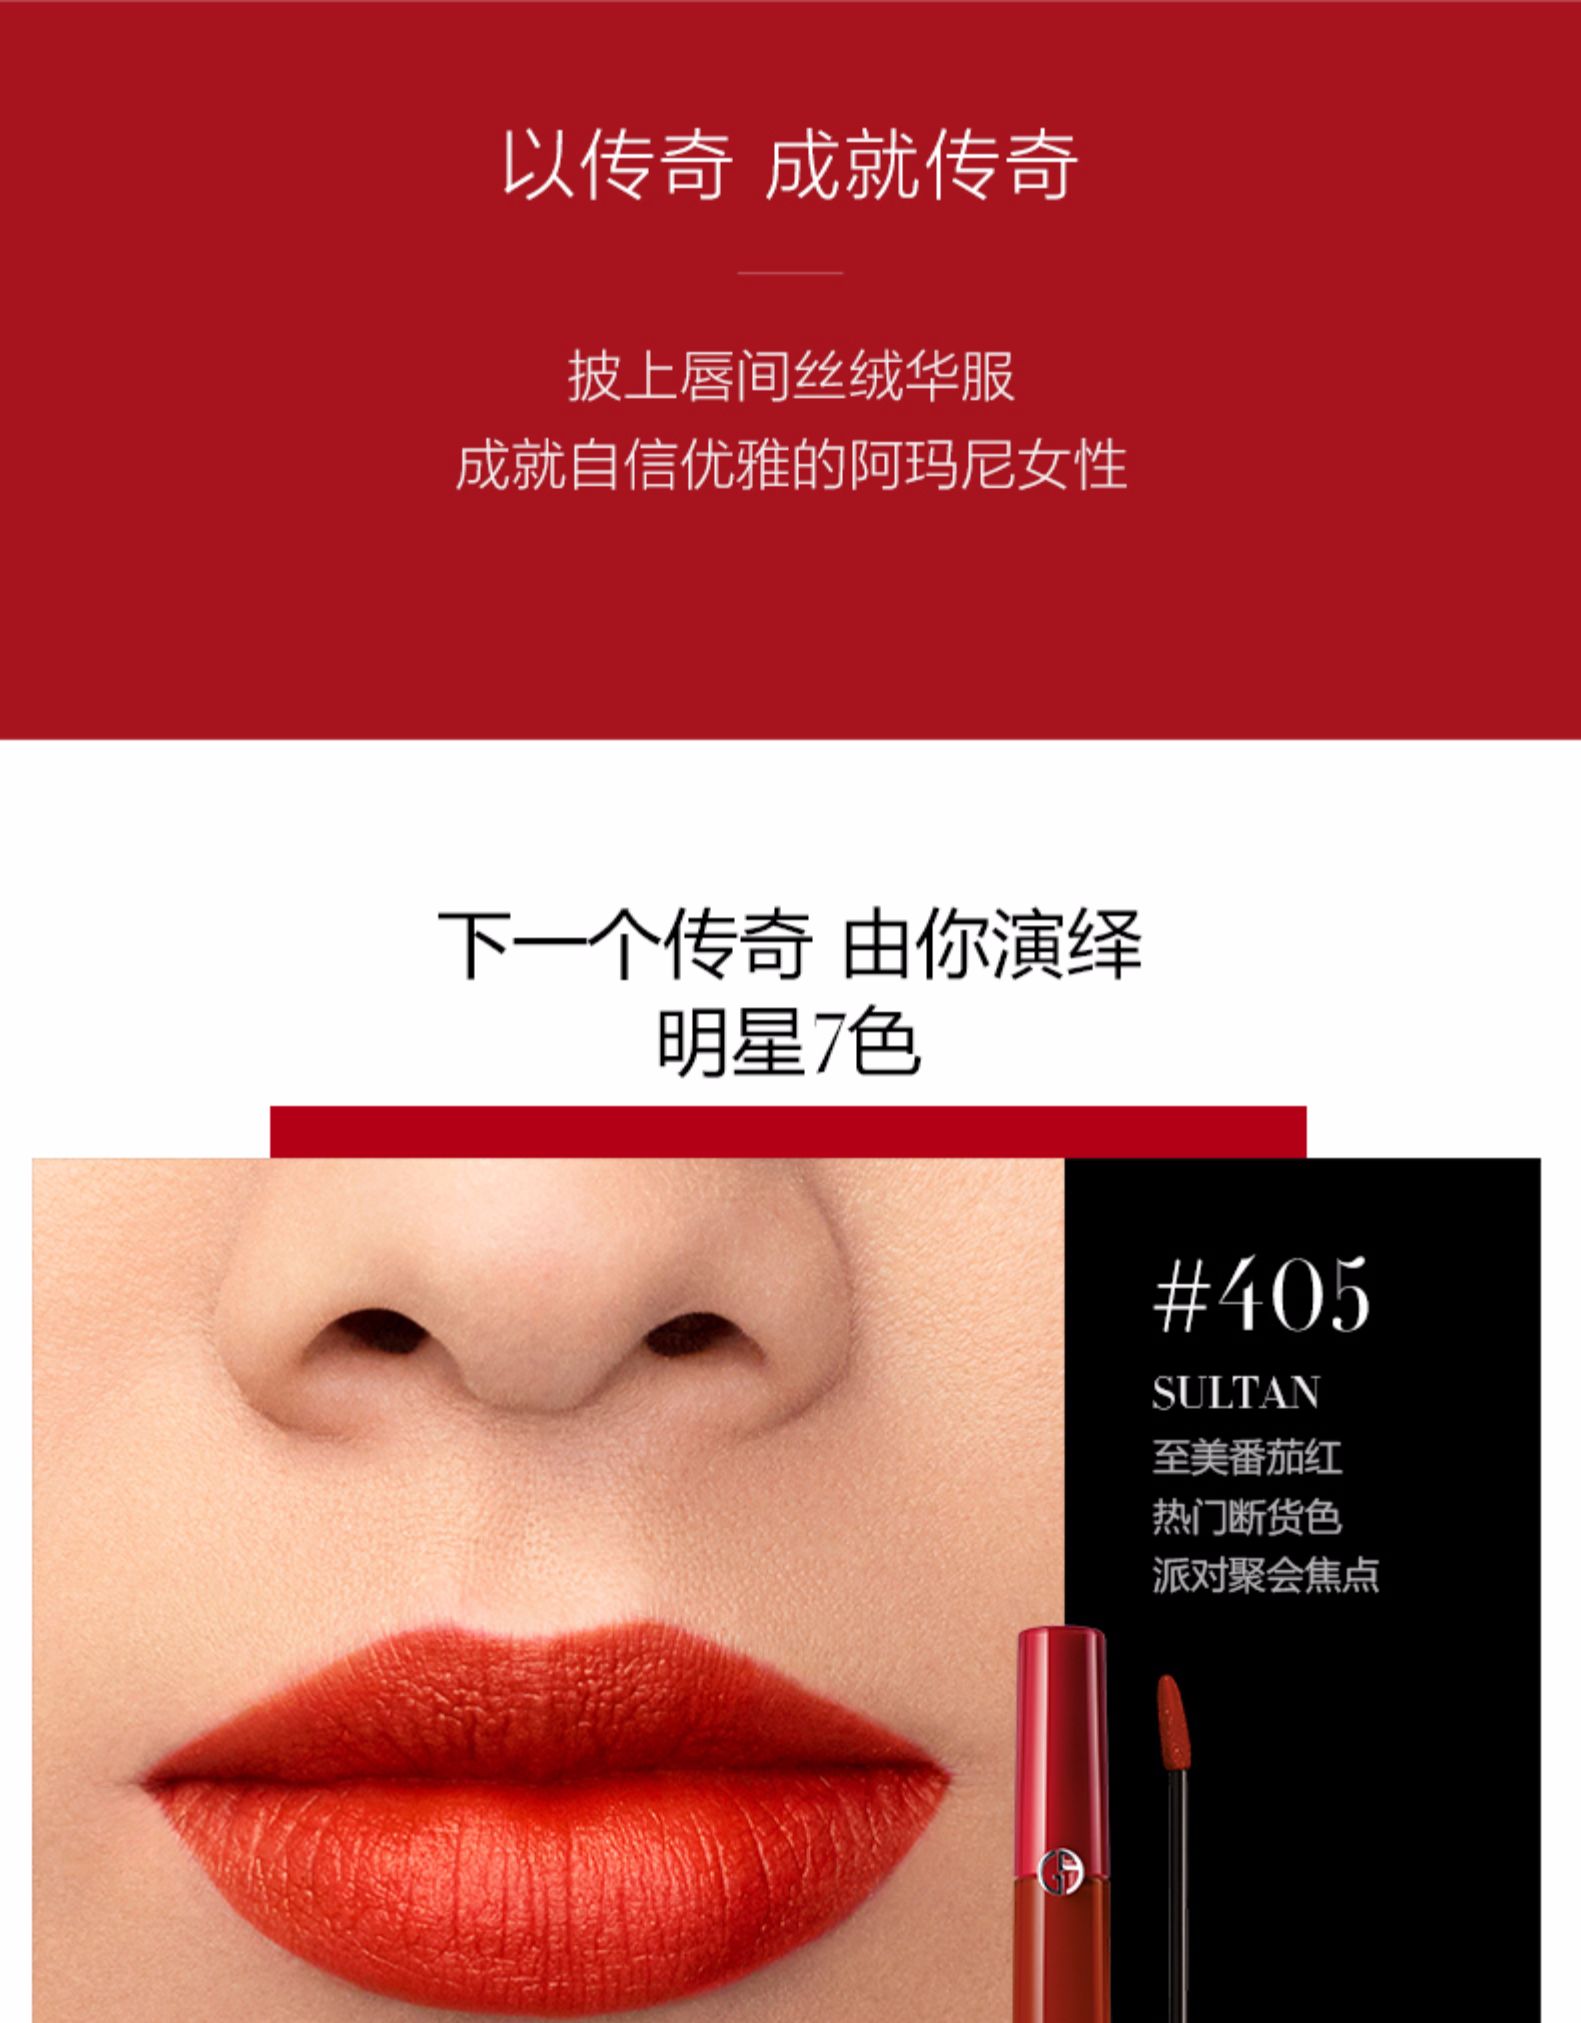 以传奇 成就传奇
披上唇间丝绒华服
成就自信优雅的阿玛尼女性
下一个传奇 由你演绎
明星7色
#405
SULTAN
至美番茄红
热门断货色
派对聚会焦点